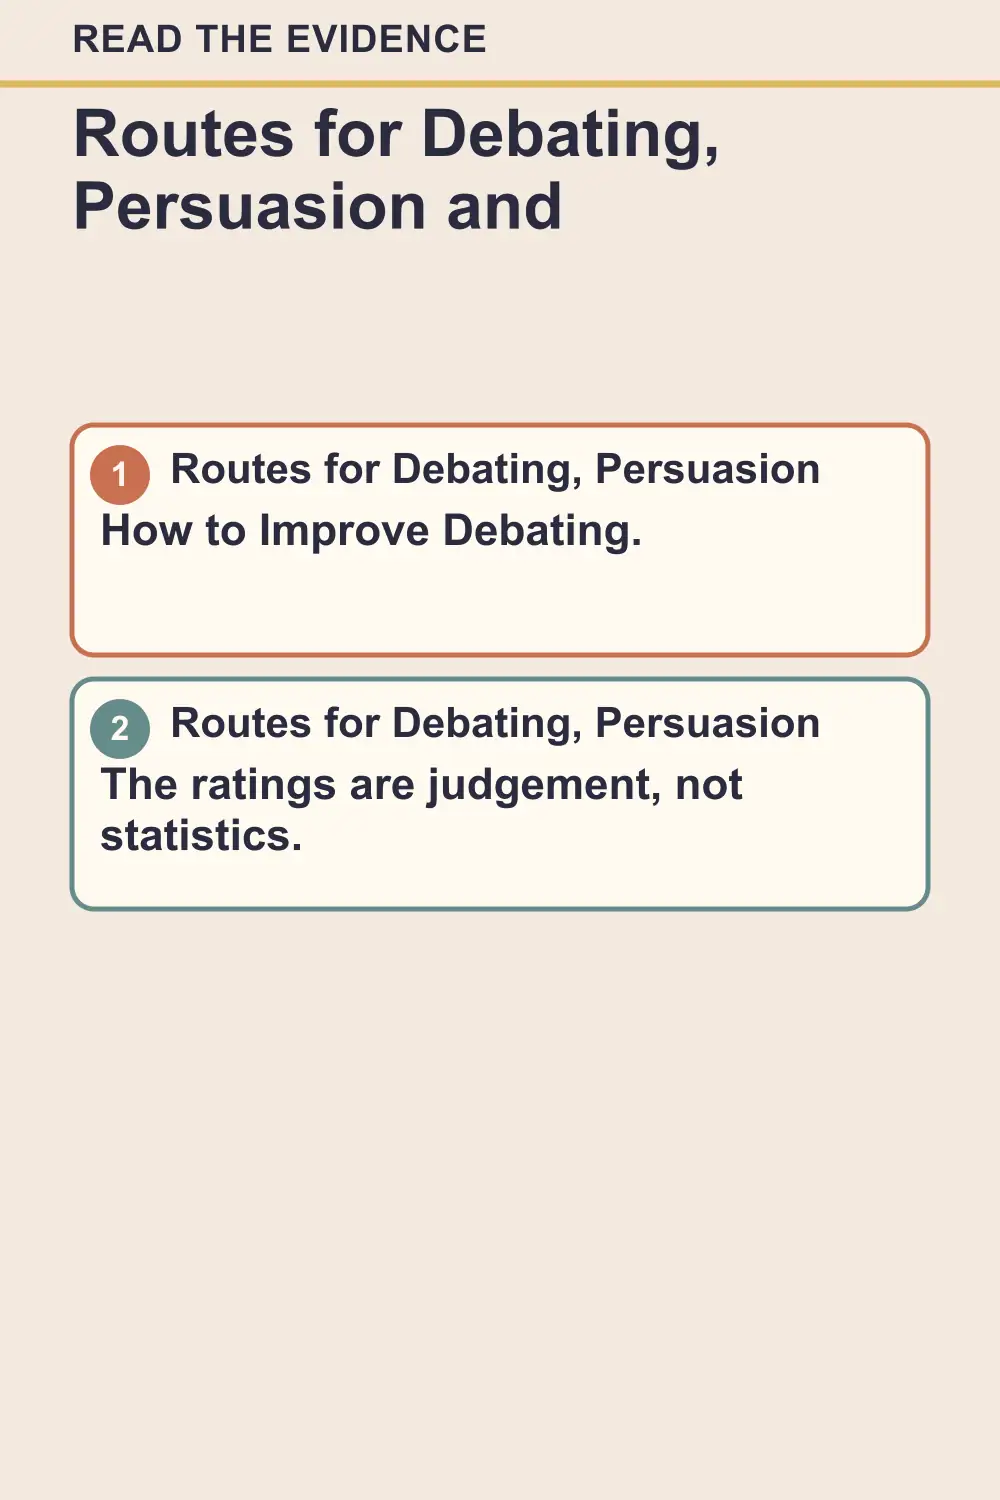 READ THE EVIDENCE
Routes for Debating,
Persuasion and
1
Routes for Debating, Persuasion
How to Improve Debating.
2
Routes for Debating, Persuasion
The ratings are judgement, not
statistics.